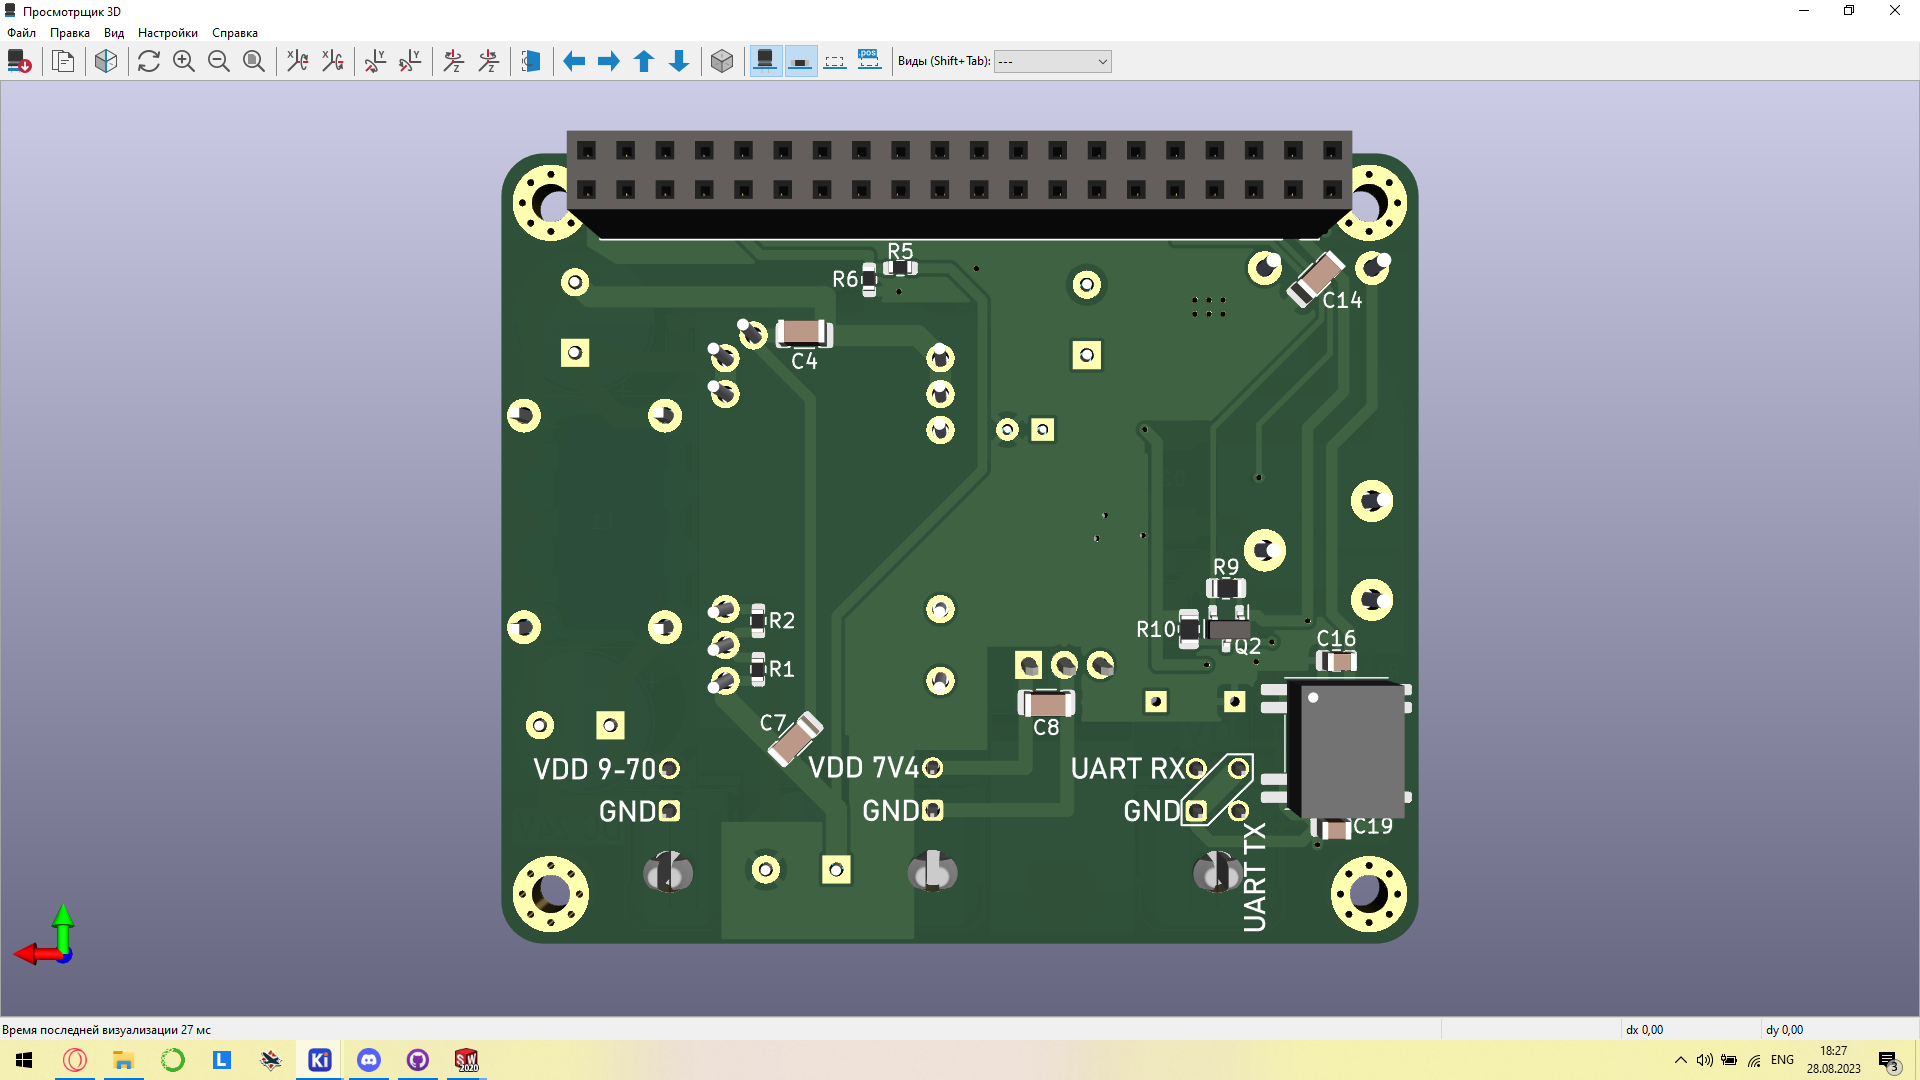 Просмотрщик 3D
Файл Правка Вид Настройки Справка
Виды (Shift+Tab): ---
R5
R6
C14
C4
R9
R2
R10
Q2
C16
R1
C7
C8
VDD 9-70
VDD 7V4
UART RX
GND
GND
GND
C19
UART TX
Время последней визуализации 27 мс
dx 0,00
dy 0,00
ENG
18:27
28.08.2023
3